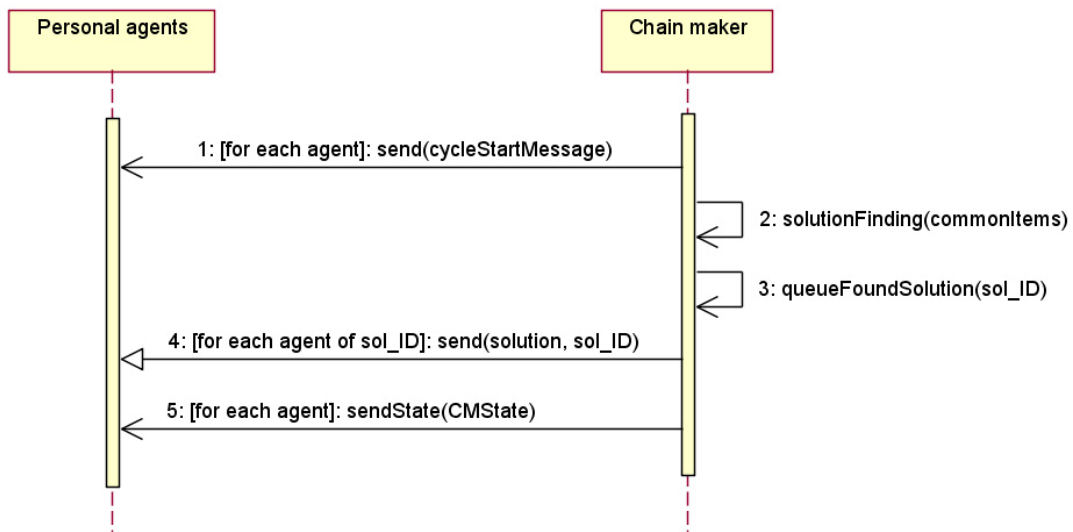 Personal agents
Chain maker
1: [for each agent]: send(cycleStartMessage)
2: solutionFinding(commonItems)
3: queueFoundSolution(sol_ID)
4: [for each agent of sol_ID]: send(solution, sol_ID)
5: [for each agent]: sendState(CMState)